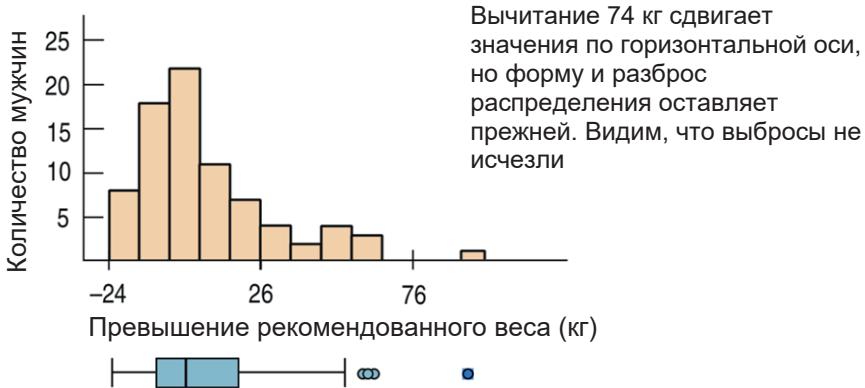 Вычитание 74 кг сдвигает
значения по горизонтальной оси,
но форму и разброс
распределения оставляет
прежней. Видим, что выбросы не
исчезли
Количество мужчин
25
20
15
10
5
–24 26 76
Превышение рекомендованного веса (кг)